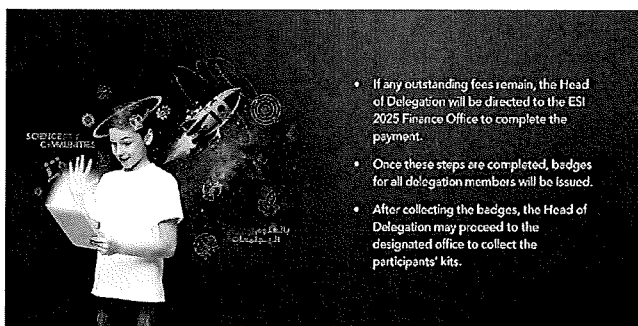 SCIENCES
COMMUNITIES
• If any outstanding fees remain, the Head
of Delegation will be directed to the ESI
2025 Finance Office to complete the
payment.
• Once these steps are completed, badges
for all delegation members will be issued.
• After collecting the badges, the Head of
Delegation may proceed to the
designated office to collect the
participants' kits.